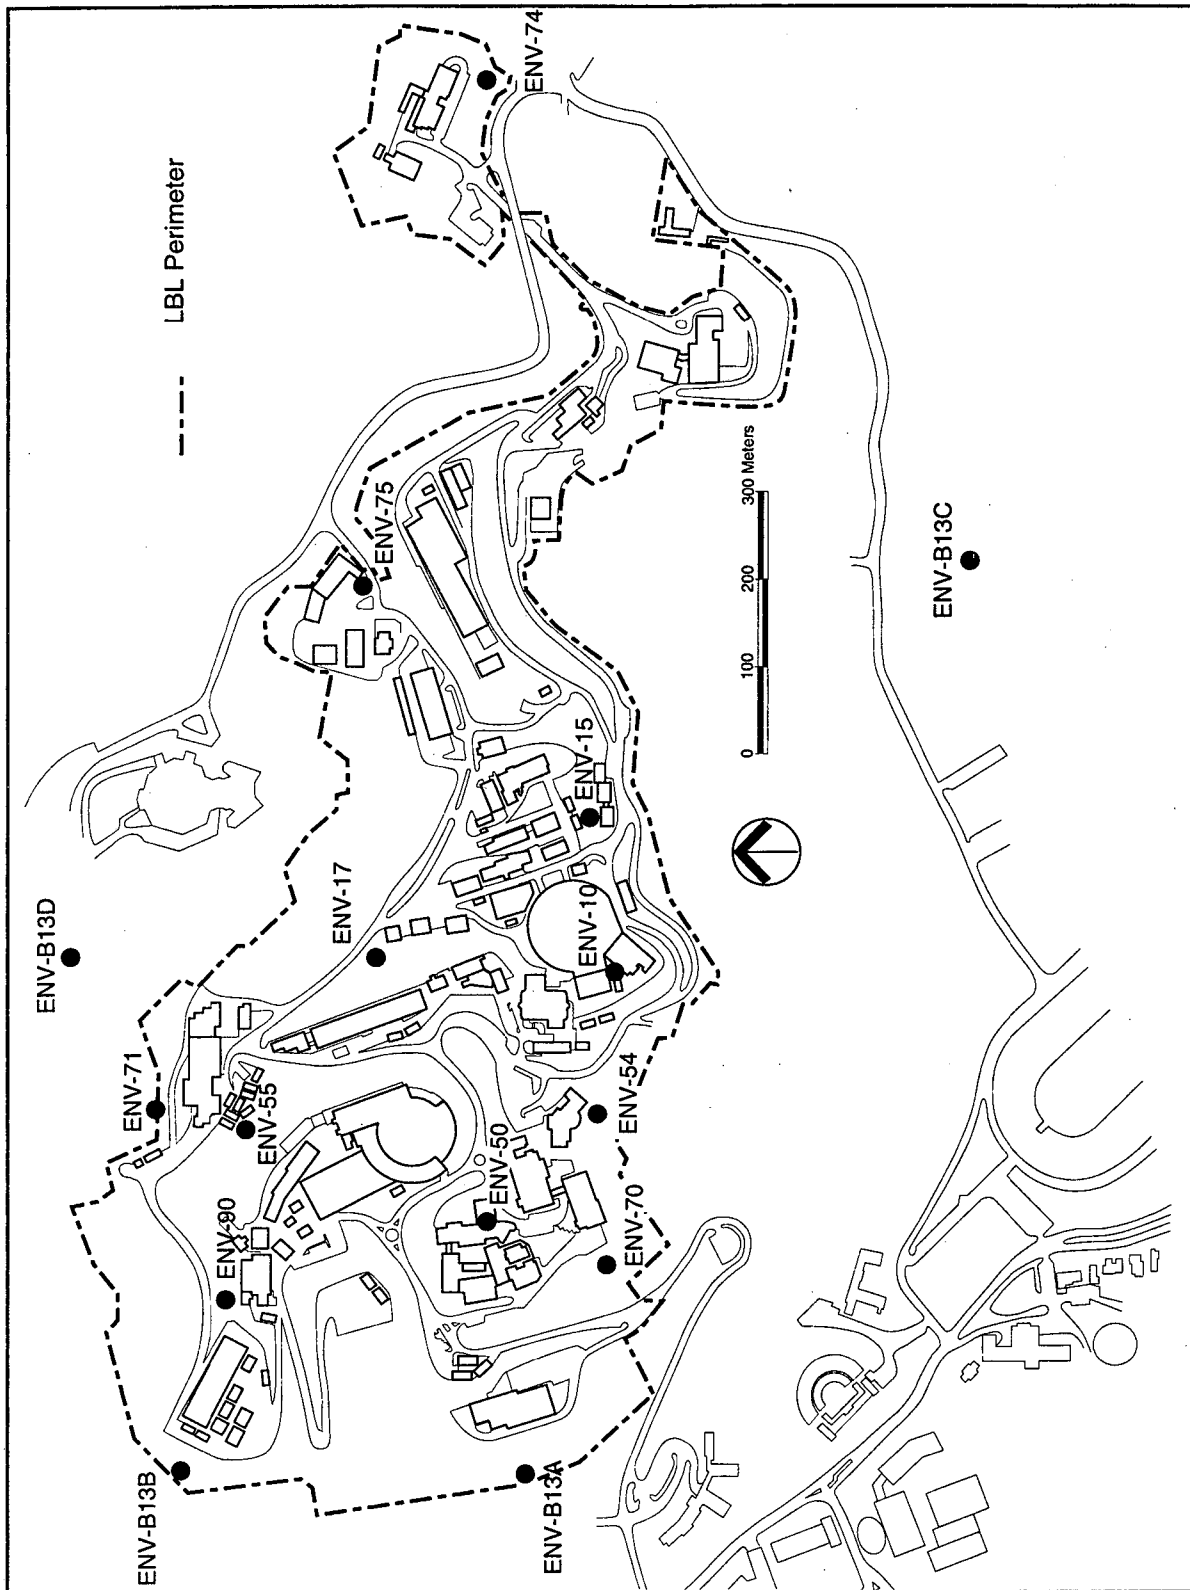 LBL Perimeter
ENV-74
ENV-75
ENV-B13D
ENV-17
ENV-15
ENV-10
ENV-71
ENV-55
ENV-54
ENV-50
ENV-90
ENV-70
ENV-B13B
ENV-B13A
ENV-B13C
0 100 200 300 Meters